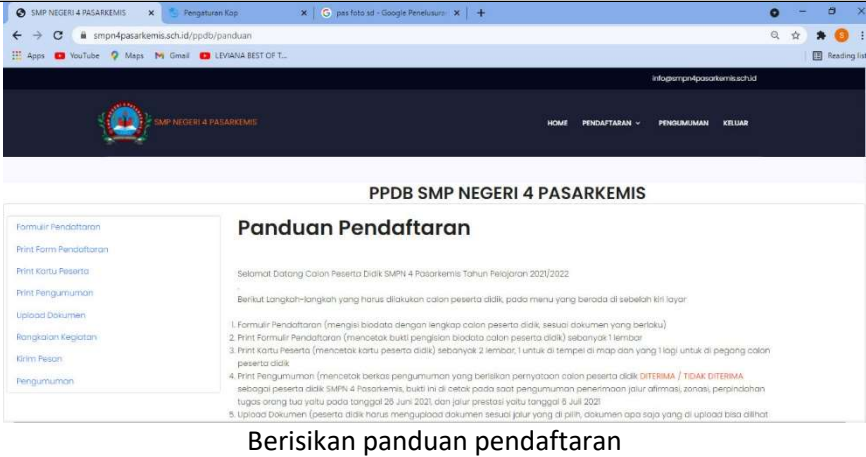 SMP NEGERI 4 PASARKEMIS
Pengaturan Kop
pas foto sd - Google Penelusuran
smpn4pasarkemis.sch.id/ppdb/panduan
Apps YouTube Maps Gmail LEVIANA BEST OF T...
Reading list
info@smpn4pasarkemis.sch.id
SMP NEGERI 4 PASARKEMIS
HOME PENDAFTARAN PENGUMUMAN KELUAR
PPDB SMP NEGERI 4 PASARKEMIS
Formulir Pendaftaran
Print Form Pendaftaran
Print Kartu Peserta
Print Pengumuman
Upload Dokumen
Rangkaian Kegiatan
Kirim Pesan
Pengumuman
Panduan Pendaftaran
Selamat Datang Calon Peserta Didik SMPN 4 Pasarkemis Tahun Pelajaran 2021/2022
.
Berikut Langkah-langkah yang harus dilakukan calon peserta didik, pada menu yang berada di sebelah kiri layar
1. Formulir Pendaftaran (mengisi biodata dengan lengkap calon peserta didik, sesuai dokumen yang berlaku)
2. Print Formulir Pendaftaran (mencetak bukti pengisian biodata calon peserta didik) sebanyak 1 lembar
3. Print Kartu Peserta (mencetak kartu peserta didik) sebanyak 2 lembar, 1 untuk di tempel di map dan yang 1 lagi untuk di pegang calon
peserta didik
4. Print Pengumuman (mencetak berkas pengumuman yang berisikan pernyataan calon peserta didik DITERIMA / TIDAK DITERIMA
sebagai peserta didik SMPN 4 Pasarkemis, bukti ini di cetak pada saat pengumuman penerimaan jalur afirmasi, zonasi, perpindahan
tugas orang tua yaitu pada tanggal 26 Juni 2021, dan jalur prestasi yaitu tanggal 6 Juli 2021
5. Upload Dokumen (peserta didik harus mengupload dokumen sesuai jalur yang di pilih, dokumen apa saja yang di upload bisa dilihat
Berisikan panduan pendaftaran